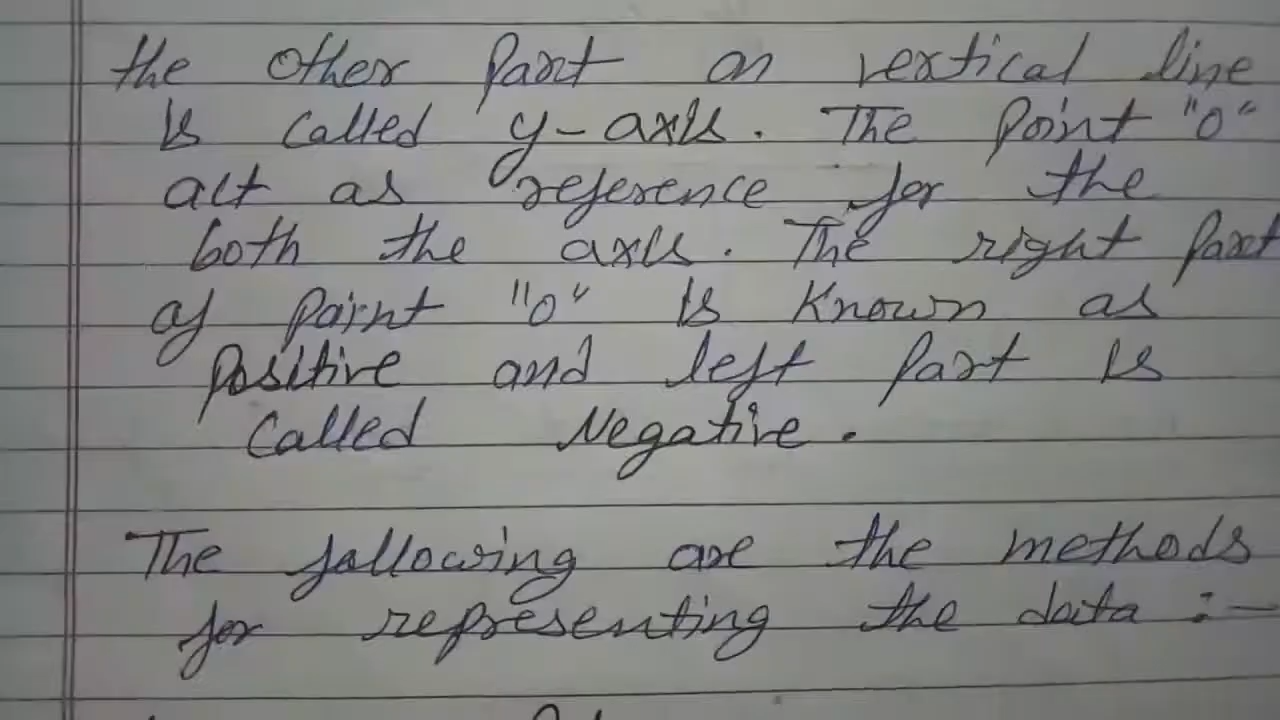 the other part on vertical line
is called y-axis. The point "o"
act as reference for the
both the axis. The right part
of point "o" is known as
positive and left part is
called Negative.
The following are the methods
for representing the data :-